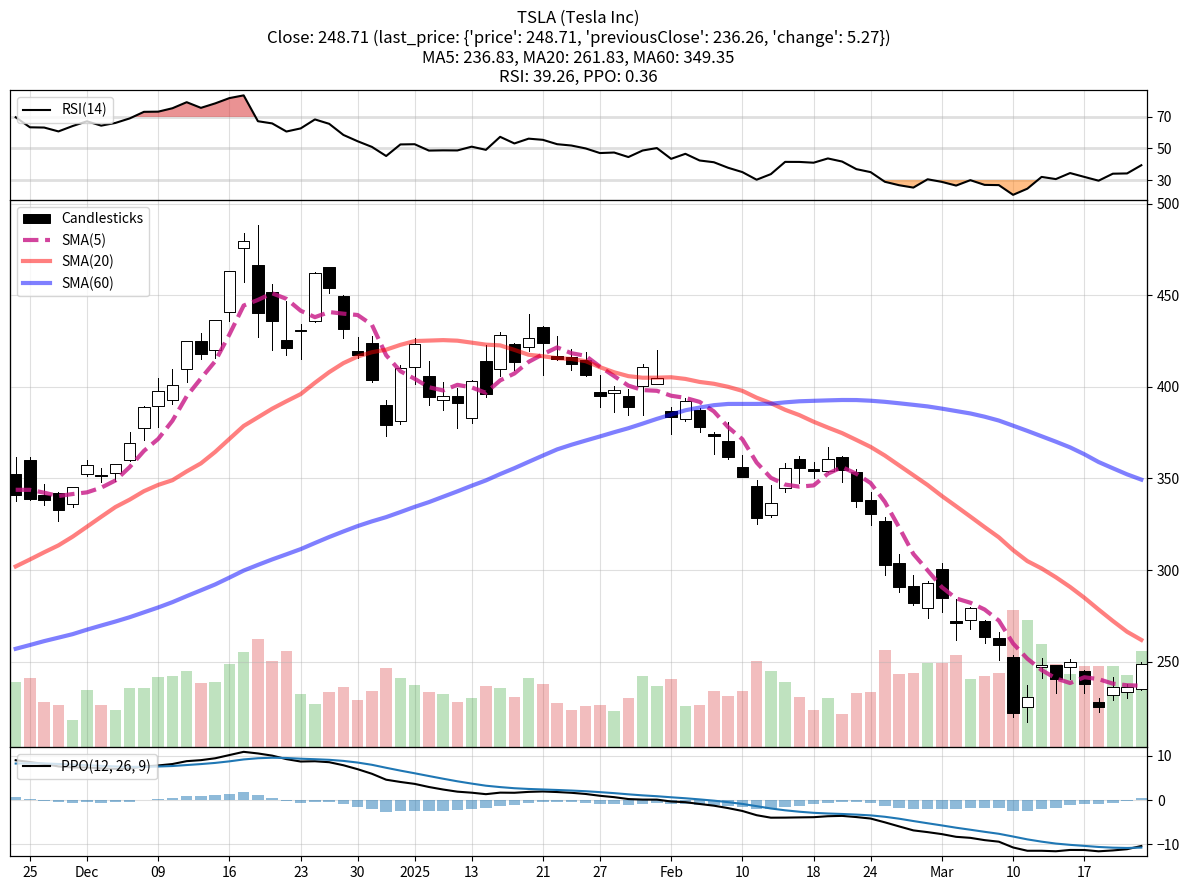 TSLA (Tesla Inc)
Close: 248.71 (last_price: {'price': 248.71, 'previousClose': 236.26, 'change': 5.27})
MA5: 236.83, MA20: 261.83, MA60: 349.35
RSI: 39.26, PPO: 0.36
RSI(14)
70
50
30
Candlesticks
SMA(5)
SMA(20)
SMA(60)
500
450
400
350
300
250
PPO(12, 26, 9)
10
0
−10
25 Dec 09 16 23 30 2025 13 21 27 Feb 10 18 24 Mar 10 17